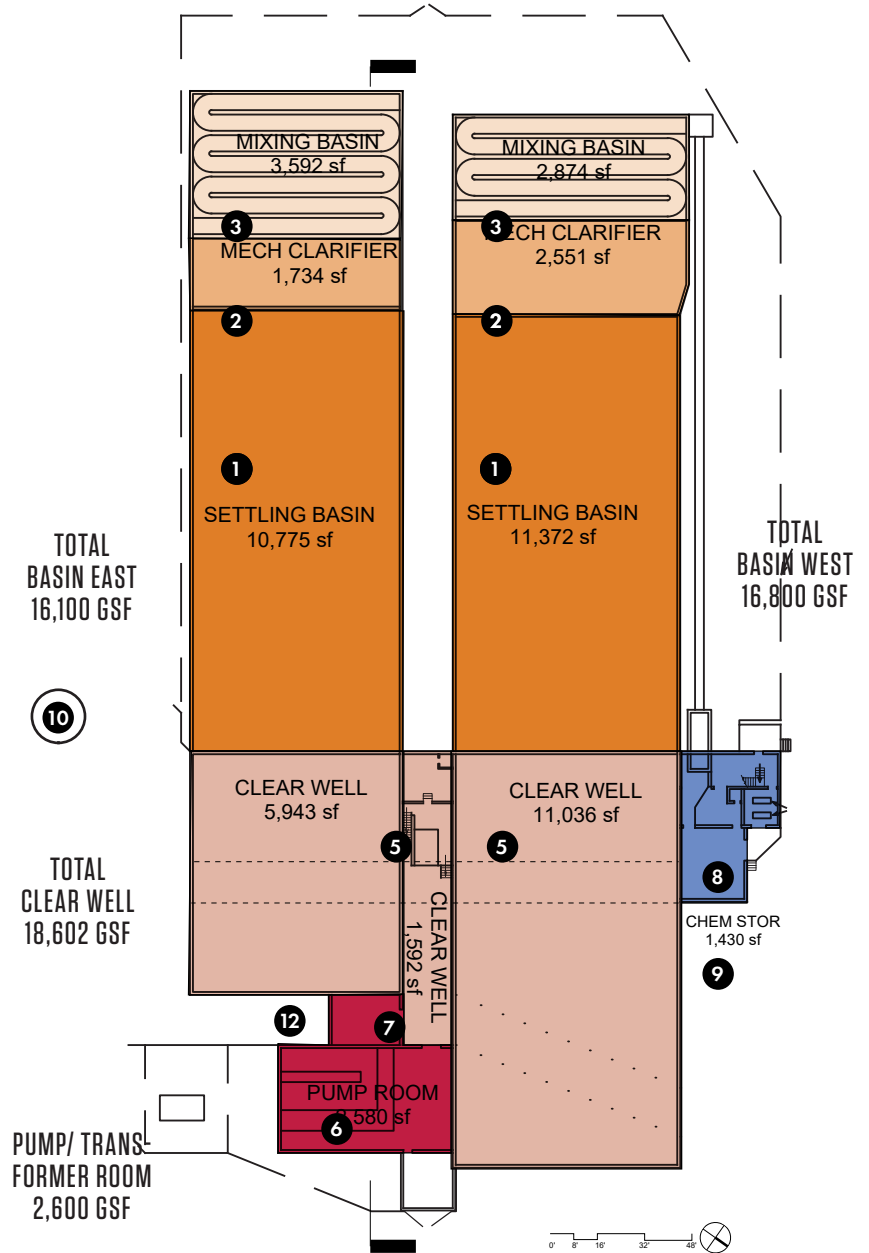 MIXING BASIN
3,592 sf
MIXING BASIN
2,874 sf
3
MECH CLARIFIER
1,734 sf
3
MECH CLARIFIER
2,551 sf
2
2
1
SETTLING BASIN
10,775 sf
1
SETTLING BASIN
11,372 sf
TOTAL
BASIN EAST
16,100 GSF
TOTAL
BASIN WEST
16,800 GSF
10
CLEAR WELL
5,943 sf
CLEAR WELL
11,036 sf
5
5
8
TOTAL
CLEAR WELL
18,602 GSF
CLEAR WELL
1,592 sf
CHEM STOR
1,430 sf
9
12
7
PUMP ROOM
2,580 sf
6
PUMP/ TRANS-
FORMER ROOM
2,600 GSF
0' 8' 16' 32' 48'